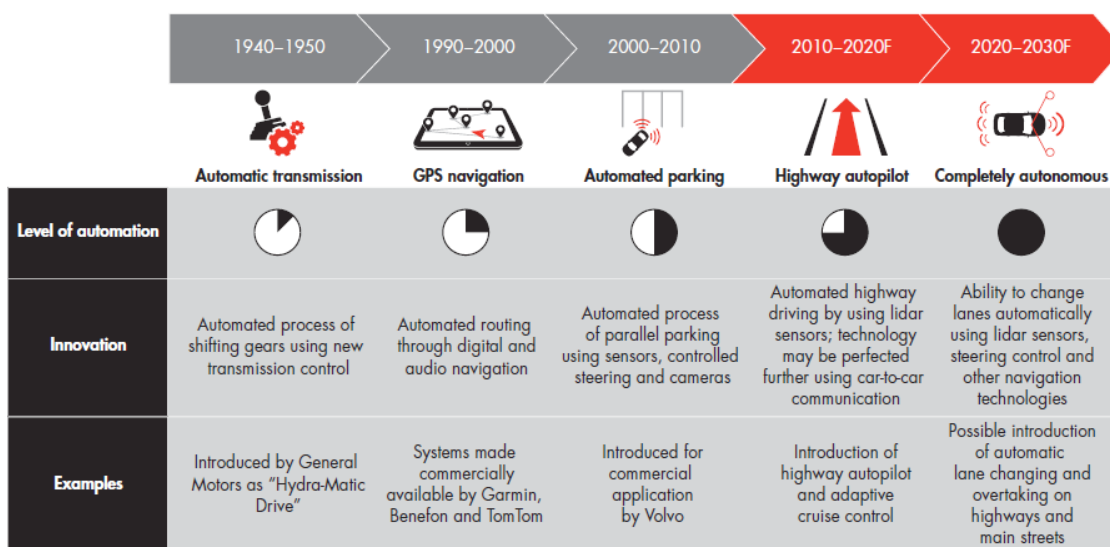 1940–1950
1990–2000
2000–2010
2010–2020F
2020–2030F
Automatic transmission
GPS navigation
Automated parking
Highway autopilot
Completely autonomous
Level of automation
Innovation
Automated process of
shifting gears using new
transmission control
Automated routing
through digital and
audio navigation
Automated process
of parallel parking
using sensors, controlled
steering and cameras
Automated highway
driving by using lidar
sensors; technology
may be perfected
further using car-to-car
communication
Ability to change
lanes automatically
using lidar sensors,
steering control and
other navigation
technologies
Examples
Introduced by General
Motors as “Hydra-Matic
Drive”
Systems made
commercially
available by Garmin,
Benefon and TomTom
Introduced for
commercial
application
by Volvo
Introduction of
highway autopilot
and adaptive
cruise control
Possible introduction
of automatic
lane changing and
overtaking on
highways and
main streets